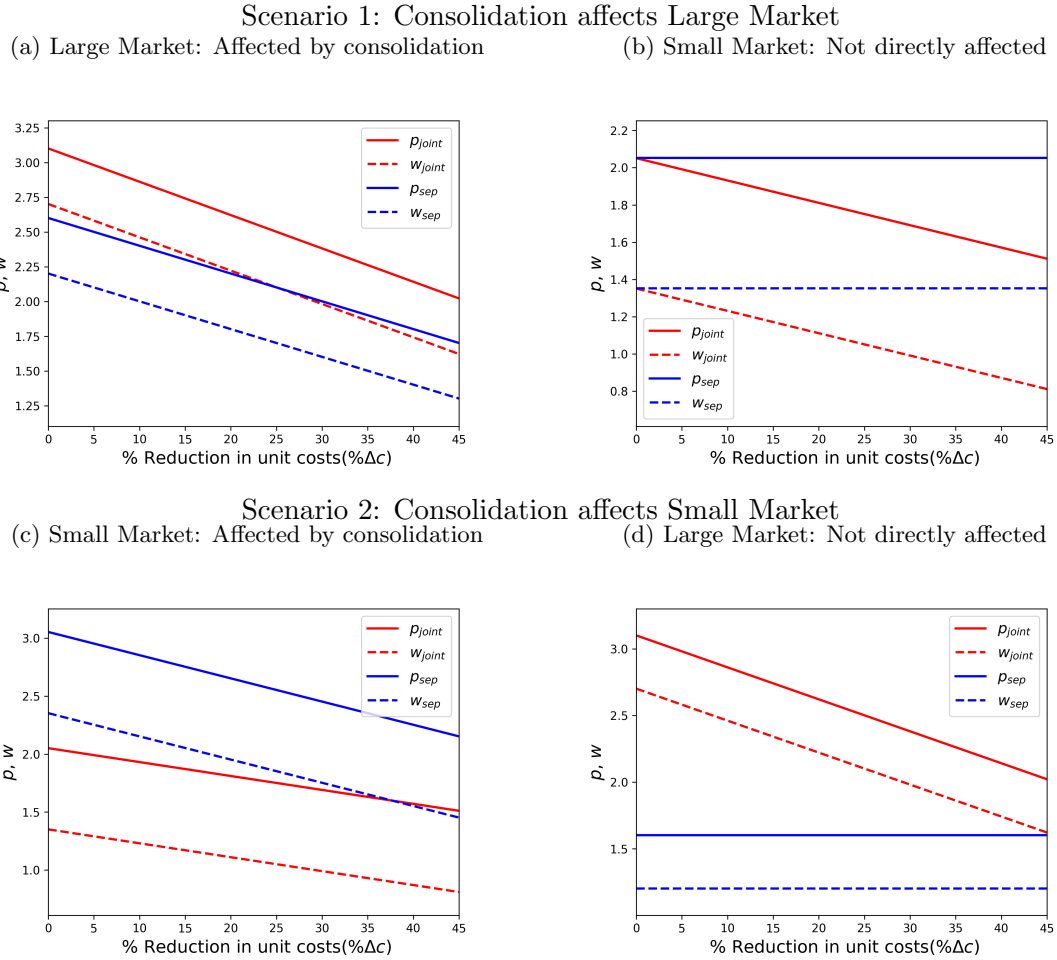 Scenario 1: Consolidation affects Large Market
(a) Large Market: Affected by consolidation
(b) Small Market: Not directly affected
3.25
3.00
2.75
2.50
2.25
2.00
1.75
1.50
1.25
p, w
p_joint
w_joint
p_sep
w_sep
0 5 10 15 20 25 30 35 40 45
% Reduction in unit costs(%Δc)
2.2
2.0
1.8
1.6
1.4
1.2
1.0
0.8
p, w
p_joint
w_joint
p_sep
w_sep
0 5 10 15 20 25 30 35 40 45
% Reduction in unit costs(%Δc)
Scenario 2: Consolidation affects Small Market
(c) Small Market: Affected by consolidation
(d) Large Market: Not directly affected
3.0
2.5
2.0
1.5
1.0
p, w
p_joint
w_joint
p_sep
w_sep
0 5 10 15 20 25 30 35 40 45
% Reduction in unit costs(%Δc)
3.0
2.5
2.0
1.5
p, w
p_joint
w_joint
p_sep
w_sep
0 5 10 15 20 25 30 35 40 45
% Reduction in unit costs(%Δc)